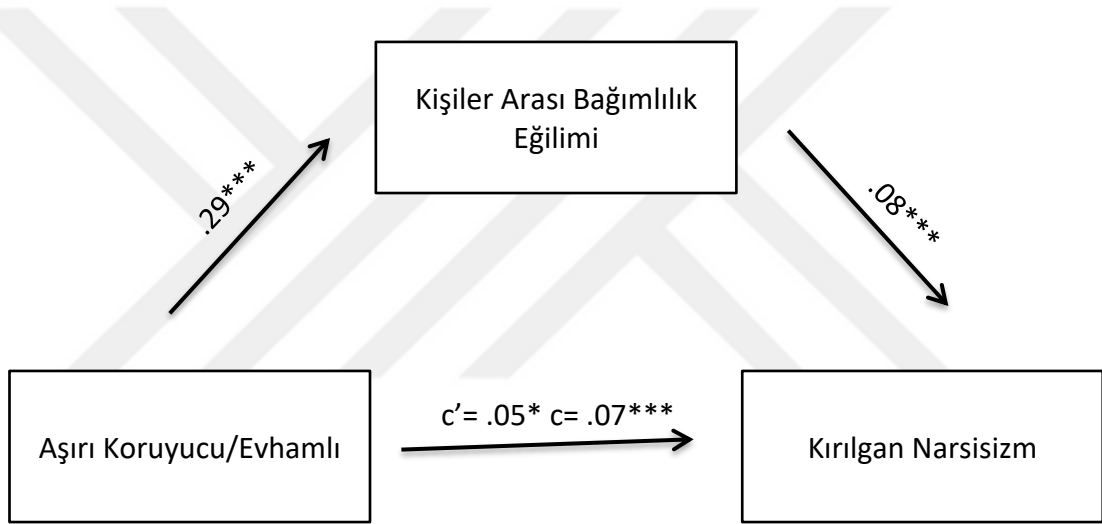 Kişiler Arası Bağımlılık
Eğilimi
.29***
.08***
c’= .05* c= .07***
Aşırı Koruyucu/Evhamlı
Kırılgan Narsisizm